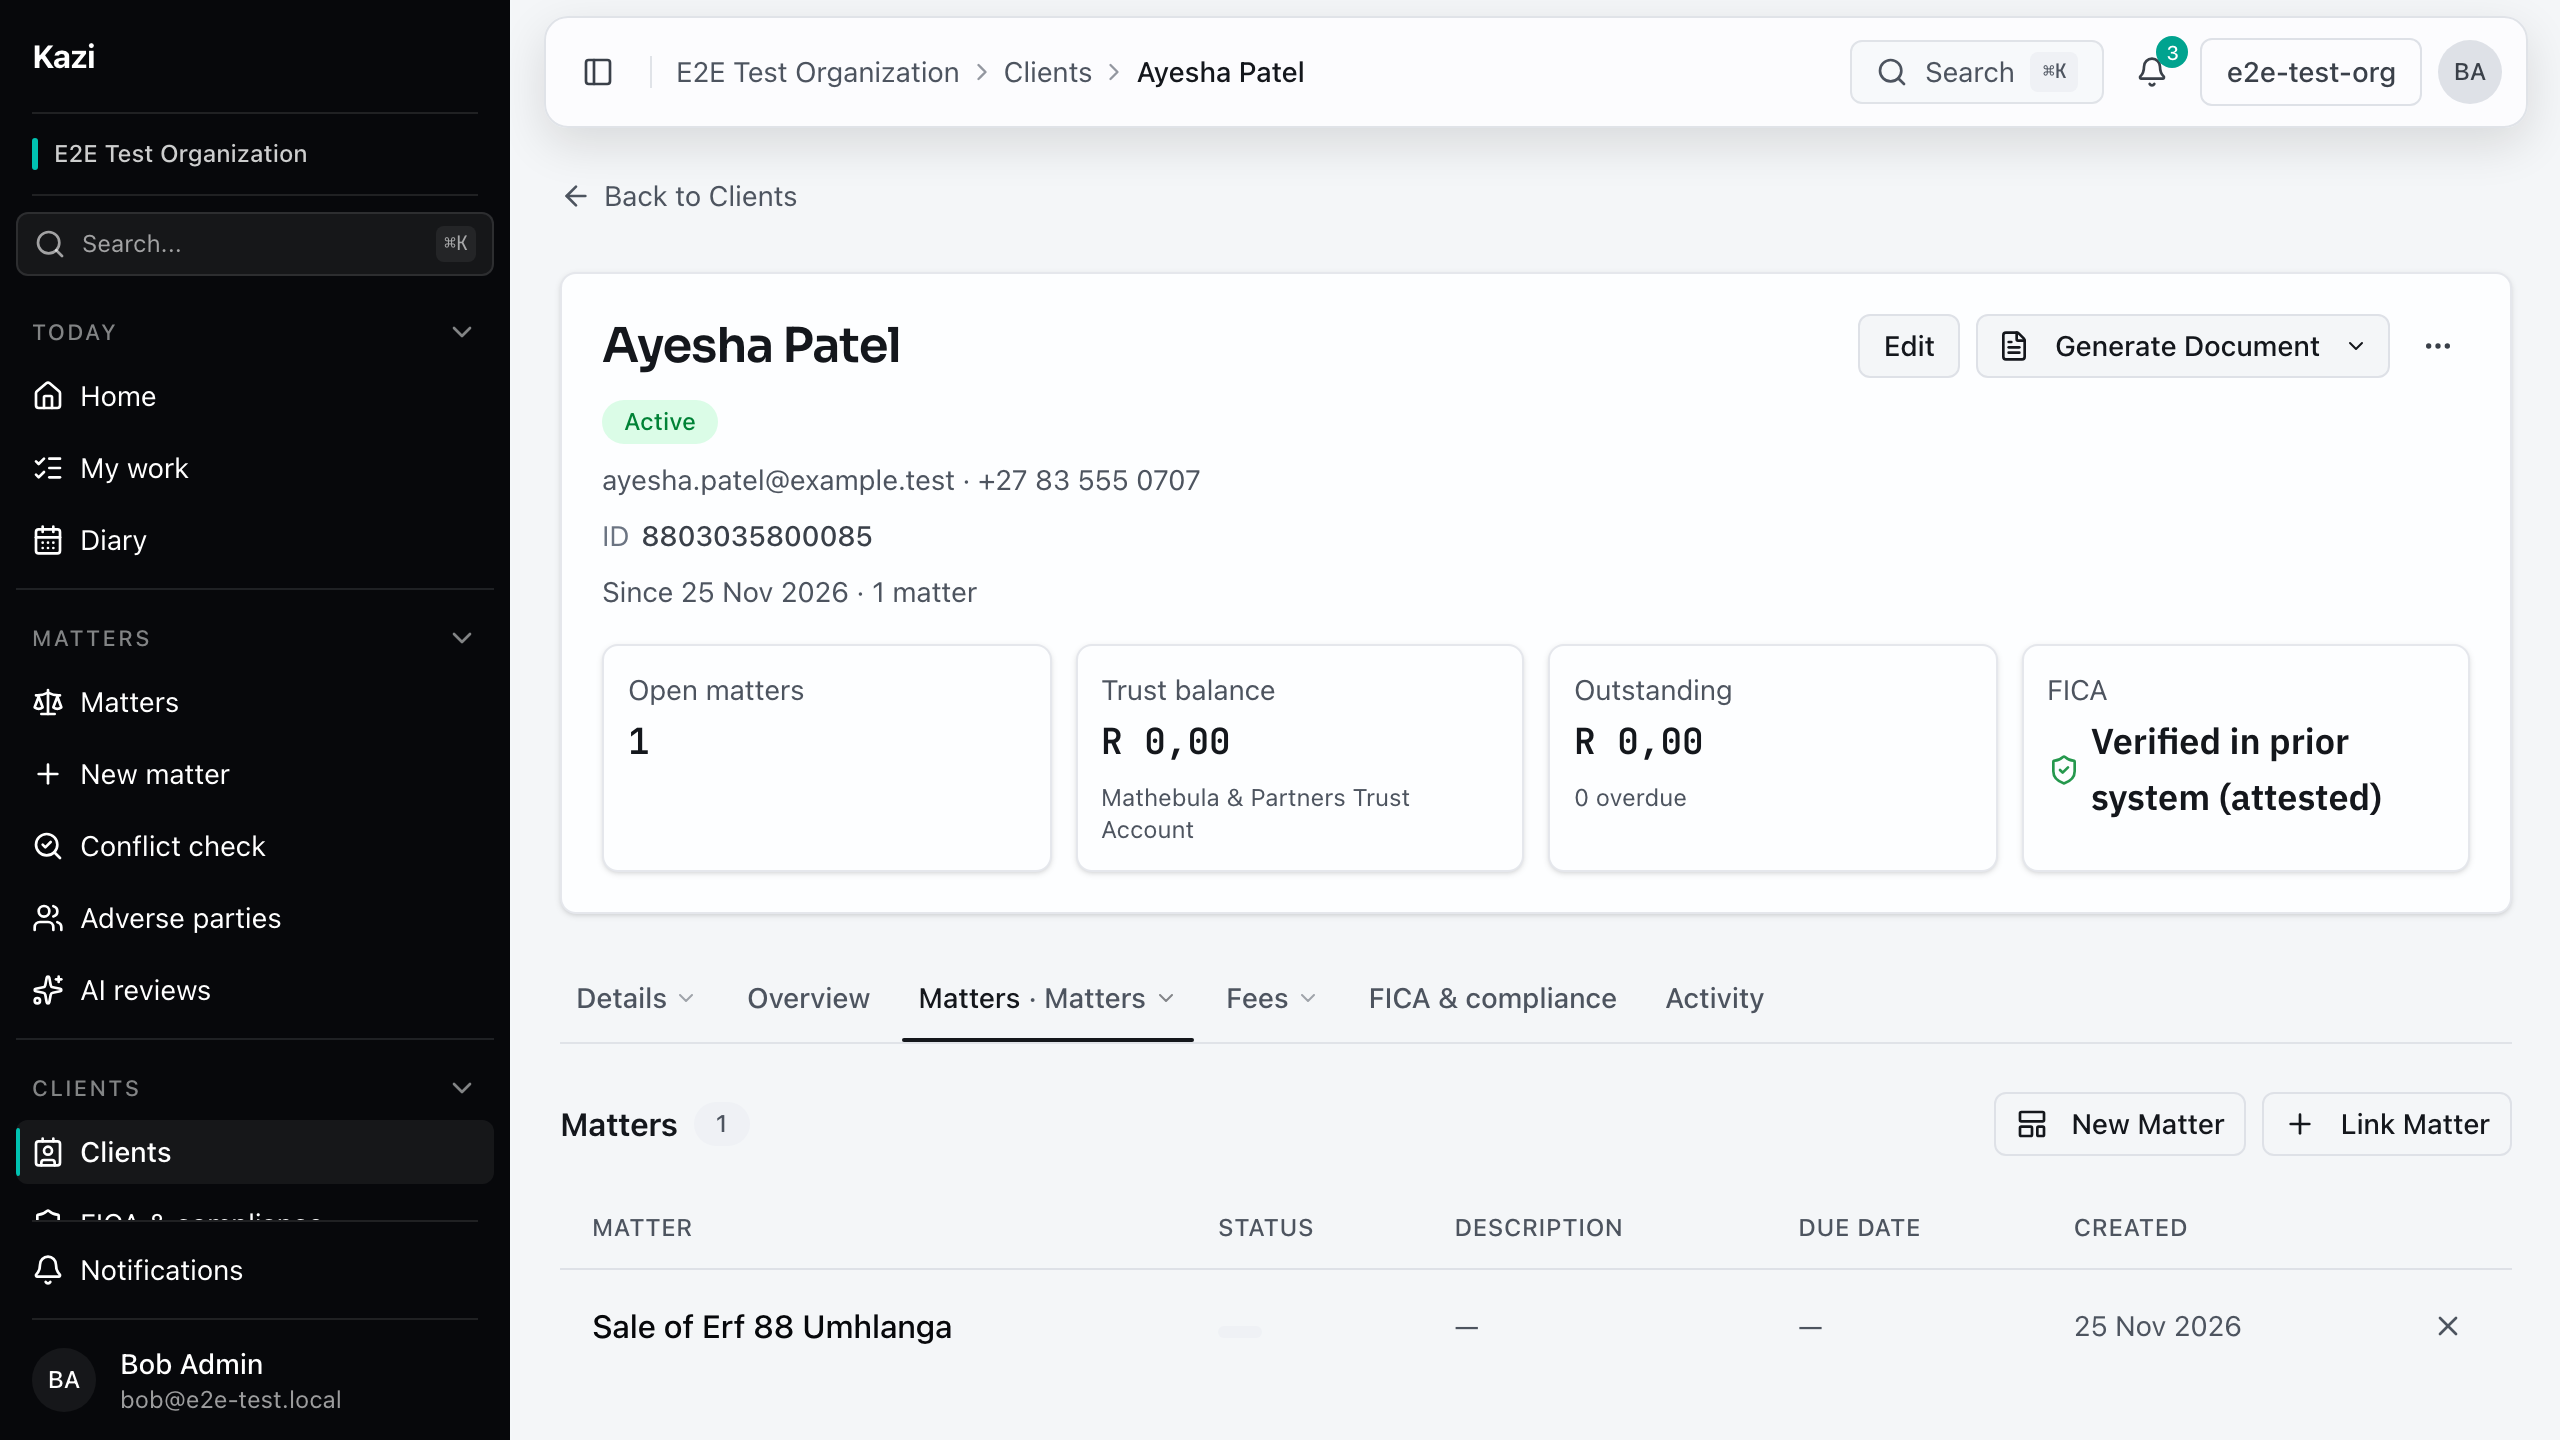 Kazi
E2E Test Organization
Search...
⌘K
TODAY
Home
My work
Diary
MATTERS
Matters
New matter
Conflict check
Adverse parties
AI reviews
CLIENTS
Clients
FICA & compliance
Notifications
BA
Bob Admin
bob@e2e-test.local
E2E Test Organization > Clients > Ayesha Patel
Search ⌘K
3
e2e-test-org
BA
Back to Clients
Ayesha Patel
Edit
Generate Document
Active
ayesha.patel@example.test · +27 83 555 0707
ID 8803035800085
Since 25 Nov 2026 · 1 matter
Open matters
1
Trust balance
R 0,00
Mathebula & Partners Trust
Account
Outstanding
R 0,00
0 overdue
FICA
Verified in prior
system (attested)
Details Overview Matters · Matters Fees FICA & compliance Activity
Matters 1
New Matter
Link Matter
MATTER STATUS DESCRIPTION DUE DATE CREATED
Sale of Erf 88 Umhlanga — — 25 Nov 2026